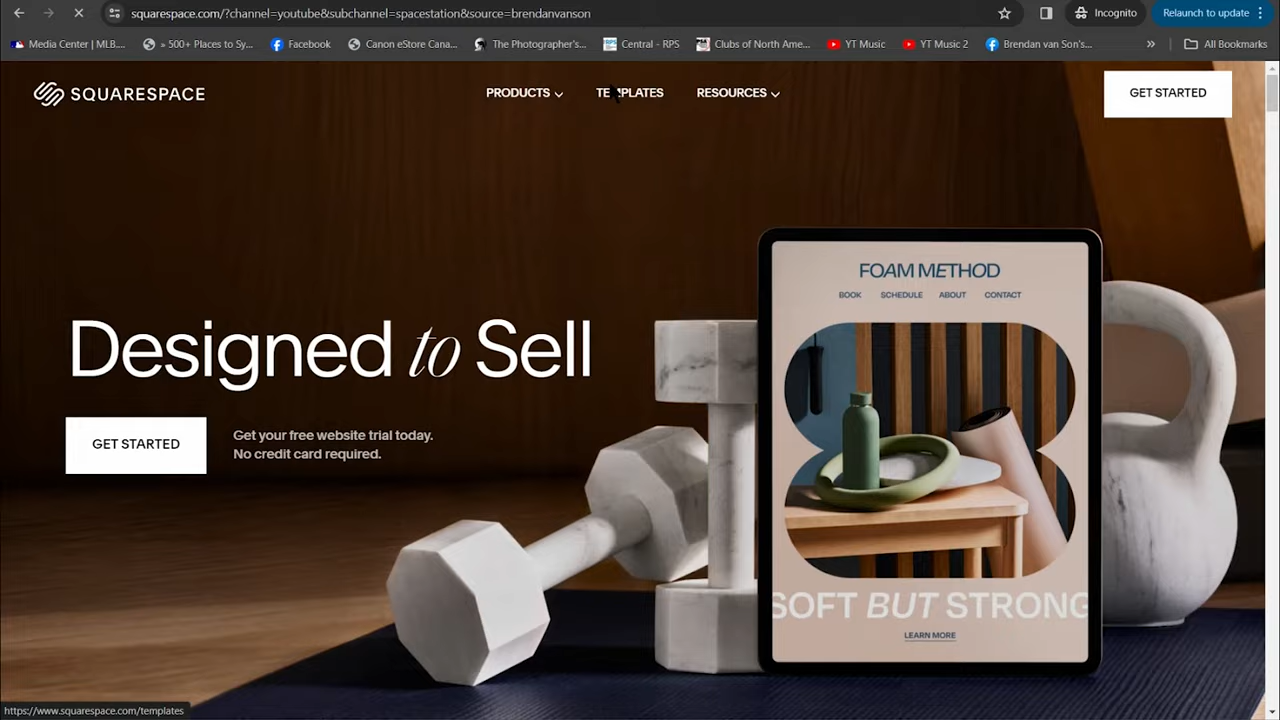 squarespace.com/?channel=youtube&subchannel=spacestation&source=brendanvanson
Incognito
Relaunch to update
Media Center | MLB....
» 500+ Places to Sy...
Facebook
Canon eStore Cana...
The Photographer's...
Central - RPS
Clubs of North Ame...
YT Music
YT Music 2
Brendan van Son's...
»
All Bookmarks
SQUARESPACE
PRODUCTS
TEMPLATES
RESOURCES
GET STARTED
FOAM METHOD
BOOK SCHEDULE ABOUT CONTACT
Designed to Sell
GET STARTED
Get your free website trial today.
No credit card required.
SOFT BUT STRONG
LEARN MORE
https://www.squarespace.com/templates